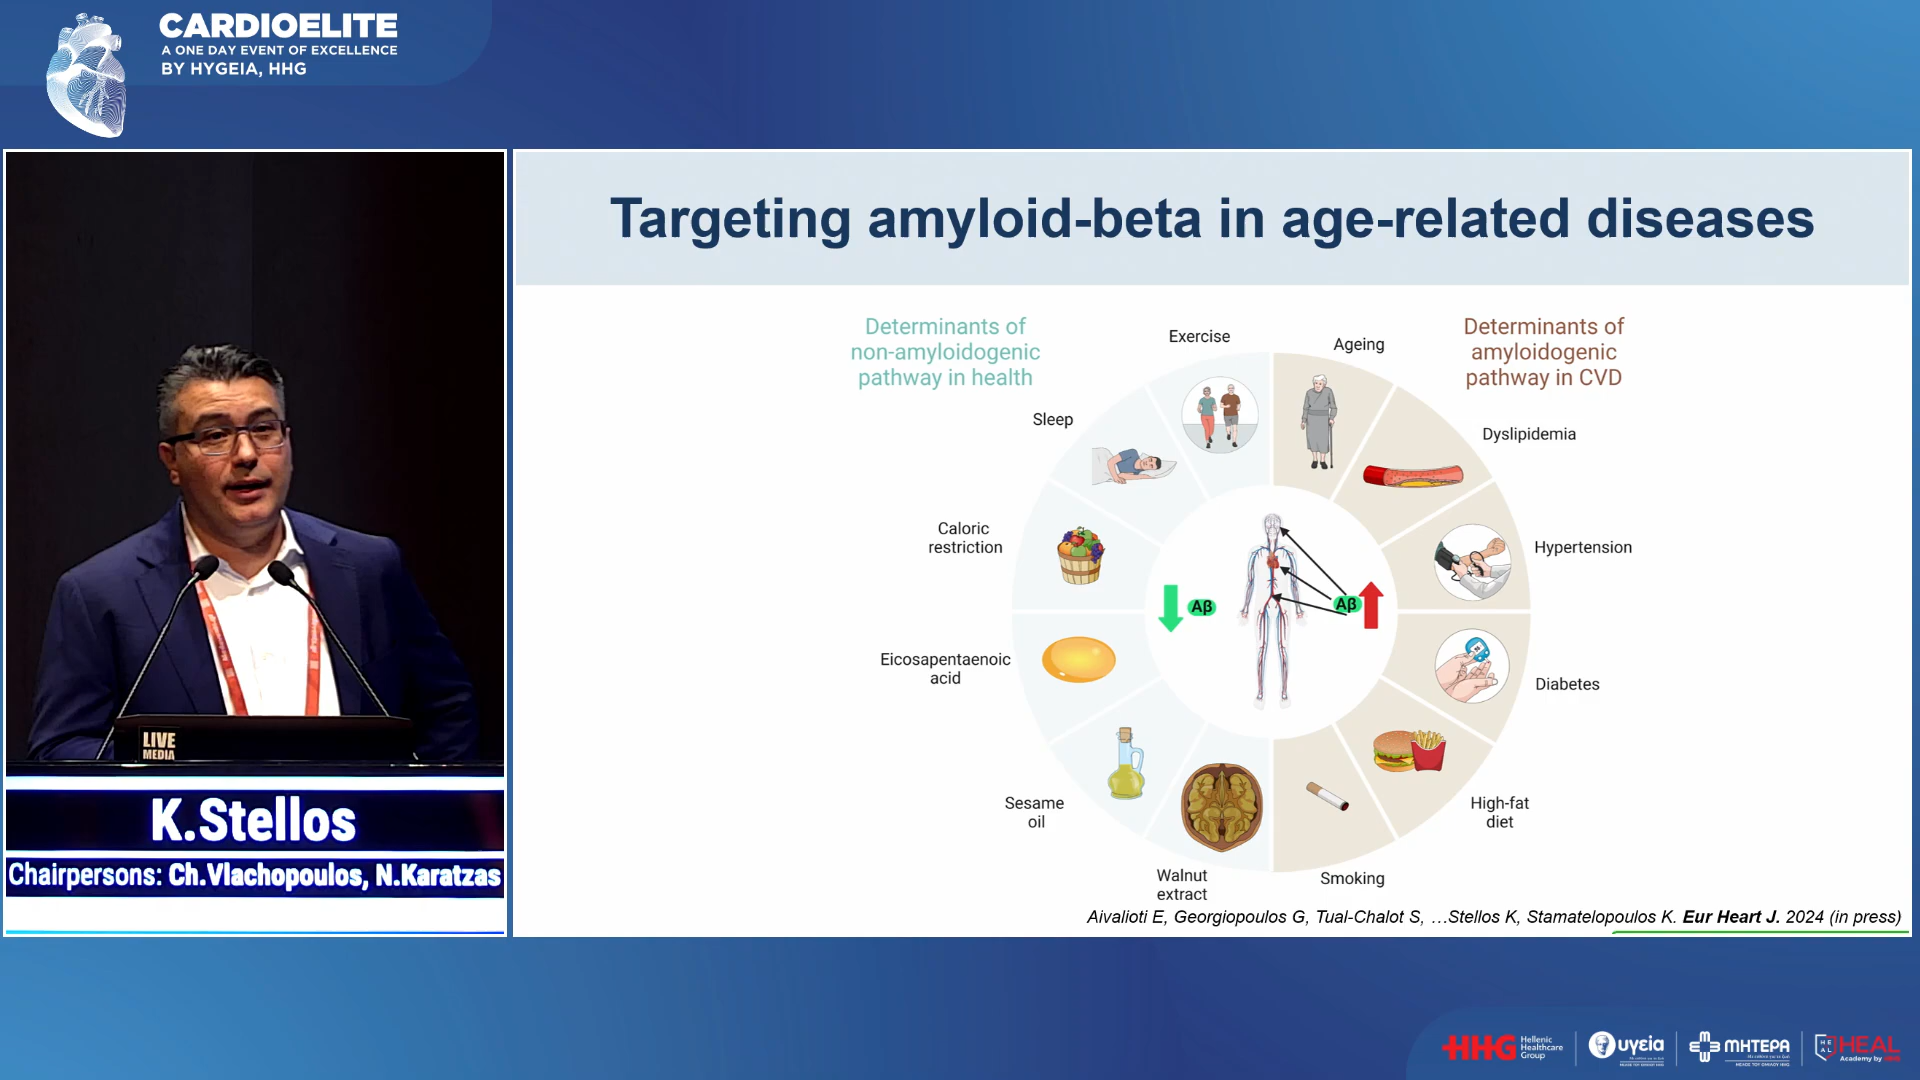 CARDIOELITE
A ONE DAY EVENT OF EXCELLENCE
BY HYGEIA, HHG
LIVE
MEDIA
K.Stellos
Chairpersons: Ch.Vlachopoulos, N.Karatzas
Targeting amyloid-beta in age-related diseases
Determinants of
non-amyloidogenic
pathway in health
Determinants of
amyloidogenic
pathway in CVD
Exercise
Ageing
Sleep
Dyslipidemia
Caloric
restriction
Hypertension
Aβ
Aβ
Eicosapentaenoic
acid
Diabetes
Sesame
oil
High-fat
diet
Walnut
extract
Smoking
Aivalioti E, Georgiopoulos G, Tual-Chalot S, …Stellos K, Stamatelopoulos K. Eur Heart J. 2024 (in press)
HHG
Hellenic
Healthcare
Group
υγεία
ΜΗΤΕΡΑ
HEAL
Academy by